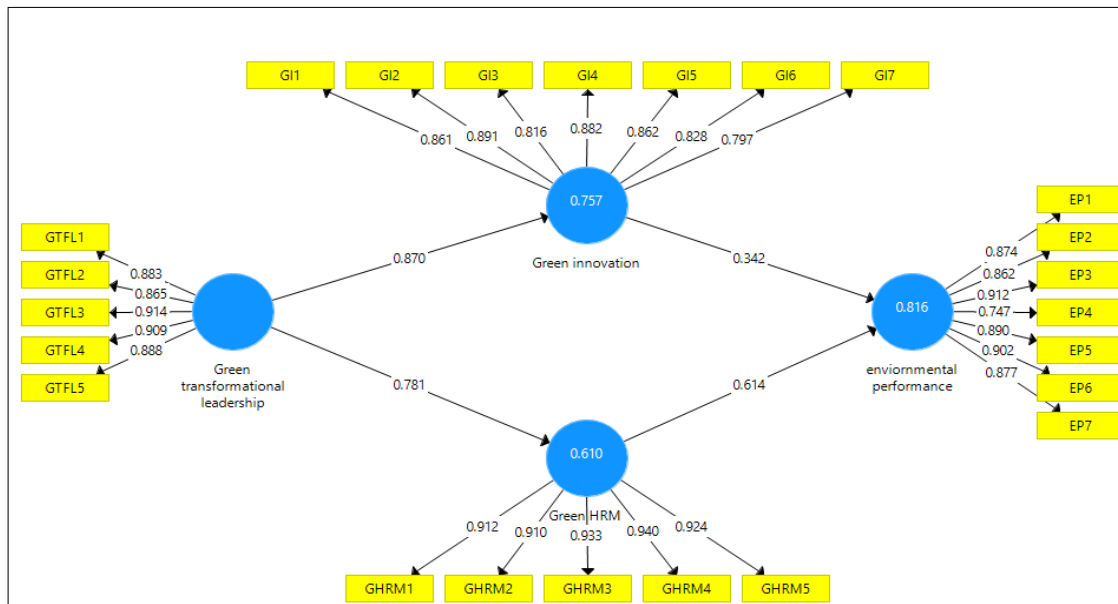 GI1 GI2 GI3 GI4 GI5 GI6 GI7
0.861 0.891 0.816 0.882 0.862 0.828 0.797
0.757
Green innovation
GTFL1
GTFL2
GTFL3
GTFL4
GTFL5
0.883
0.865
0.914
0.909
0.888
Green
transformational
leadership
0.870
0.781
0.342
0.614
0.816
enviornmental
performance
0.874
0.862
0.912
0.747
0.890
0.902
0.877
EP1
EP2
EP3
EP4
EP5
EP6
EP7
0.610
Green HRM
0.912 0.910 0.933 0.940 0.924
GHRM1 GHRM2 GHRM3 GHRM4 GHRM5